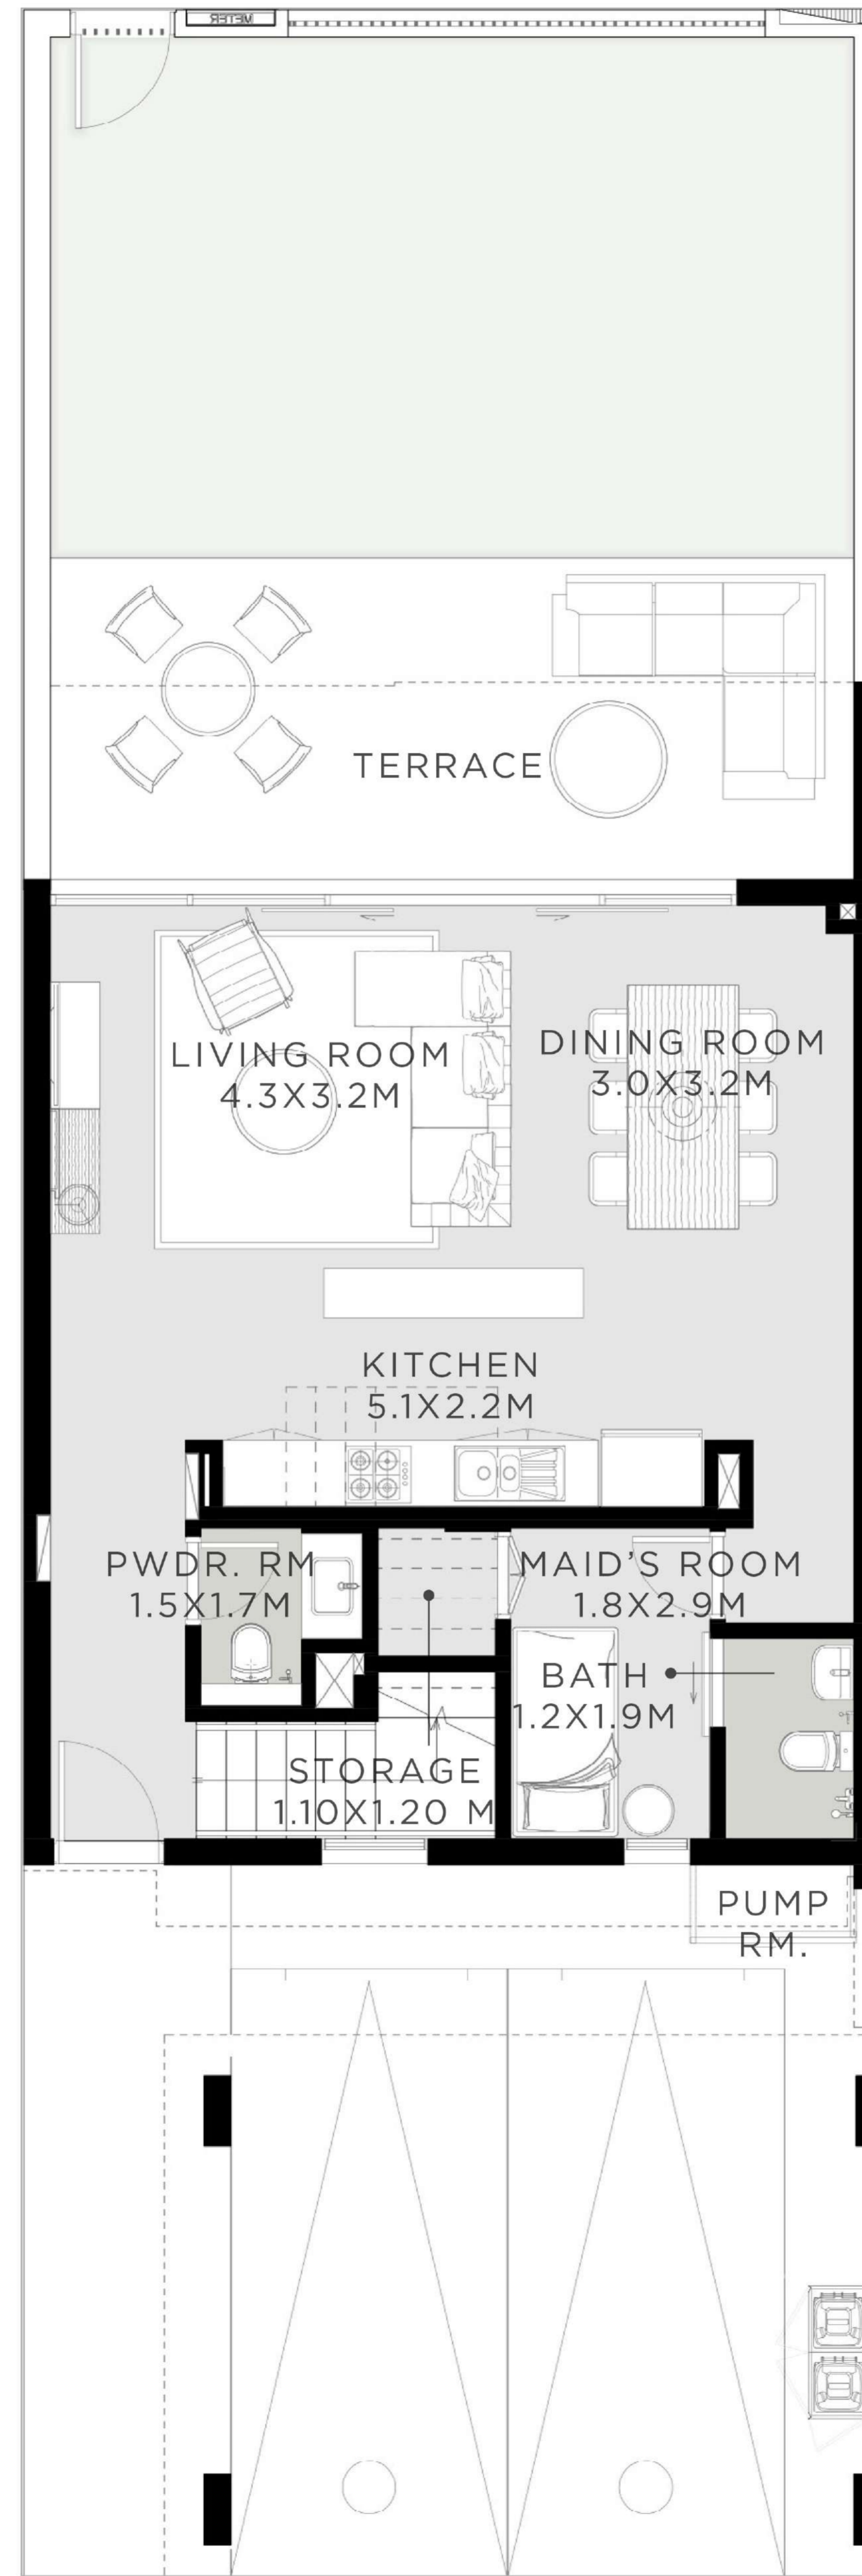 METER
TERRACE
LIVING ROOM
4.3X3.2M
DINING ROOM
3.0X3.2M
KITCHEN
5.1X2.2M
PWDR. RM
1.5X1.7M
MAID'S ROOM
1.8X2.9M
BATH
1.2X1.9M
STORAGE
1.10X1.20 M
PUMP
RM.